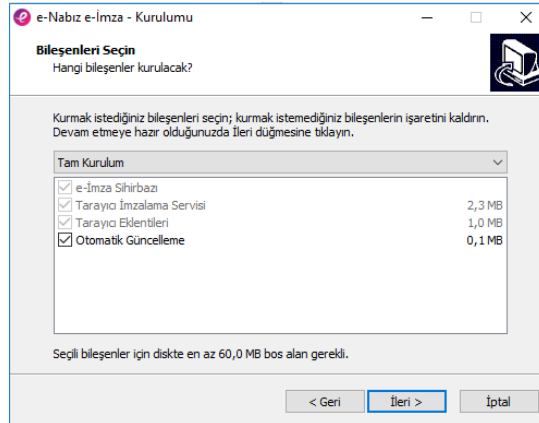 e-Nabız e-İmza - Kurulumu
Bileşenleri Seçin
Hangi bileşenler kurulacak?
Kurmak istediğiniz bileşenleri seçin; kurmak istemediğiniz bileşenlerin işaretini kaldırın.
Devam etmeye hazır olduğunuzda İleri düğmesine tıklayın.
Tam Kurulum
e-İmza Sihirbazı
Tarayıcı İmzalama Servisi 2,3 MB
Tarayıcı Eklentileri 1,0 MB
Otomatik Güncelleme 0,1 MB
Seçili bileşenler için diskte en az 60,0 MB bos alan gerekli.
< Geri İleri > İptal